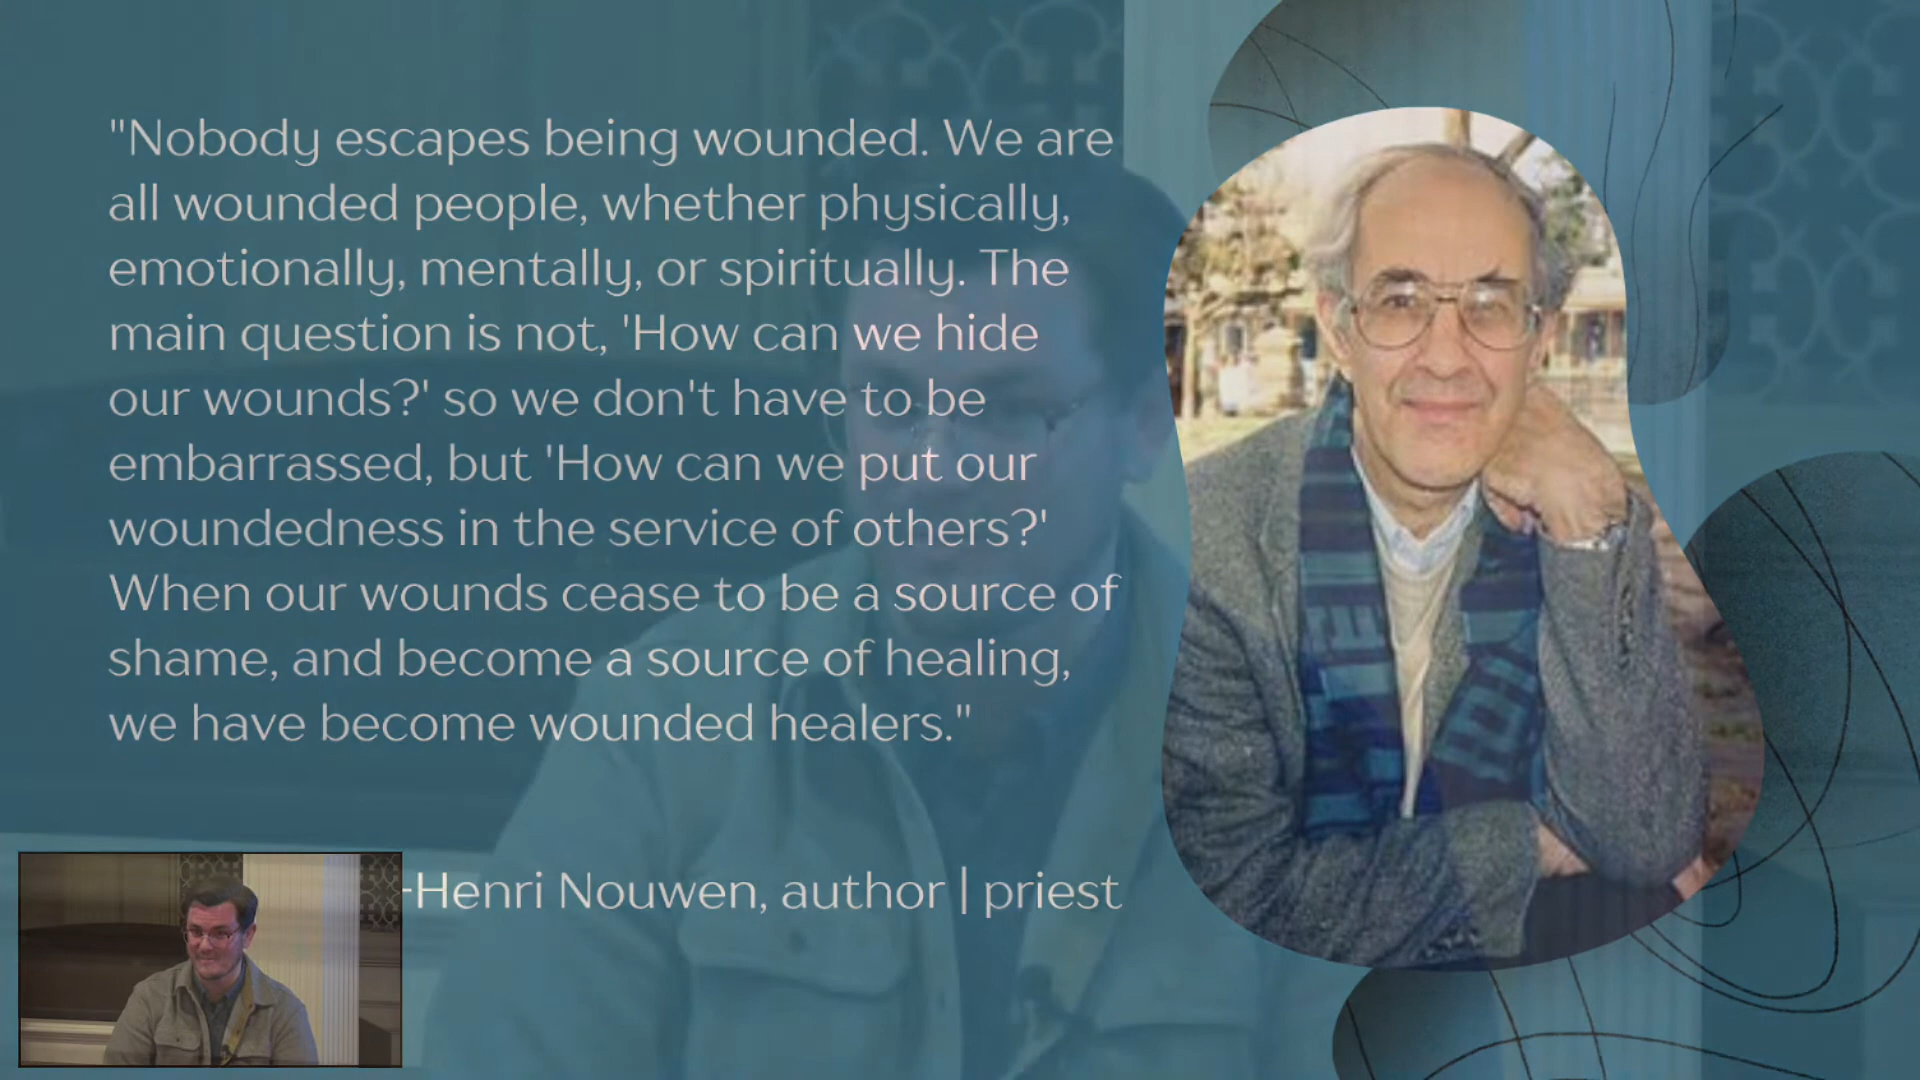 "Nobody escapes being wounded. We are
all wounded people, whether physically,
emotionally, mentally, or spiritually. The
main question is not, 'How can we hide
our wounds?' so we don't have to be
embarrassed, but 'How can we put our
woundedness in the service of others?'
When our wounds cease to be a source of
shame, and become a source of healing,
we have become wounded healers."
-Henri Nouwen, author | priest